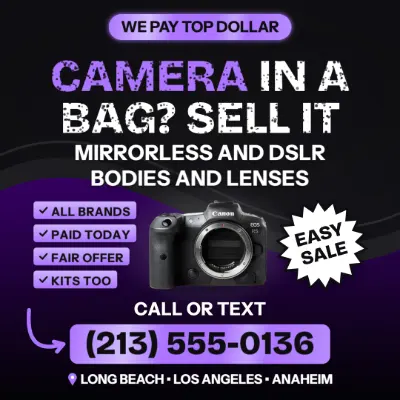 WE PAY TOP DOLLAR
CAMERA IN A
BAG? SELL IT
MIRRORLESS AND DSLR
BODIES AND LENSES
✓ ALL BRANDS
✓ PAID TODAY
✓ FAIR OFFER
✓ KITS TOO
Canon
EOS
R5
EASY
SALE
CALL OR TEXT
(213) 555-0136
LONG BEACH ▪ LOS ANGELES ▪ ANAHEIM